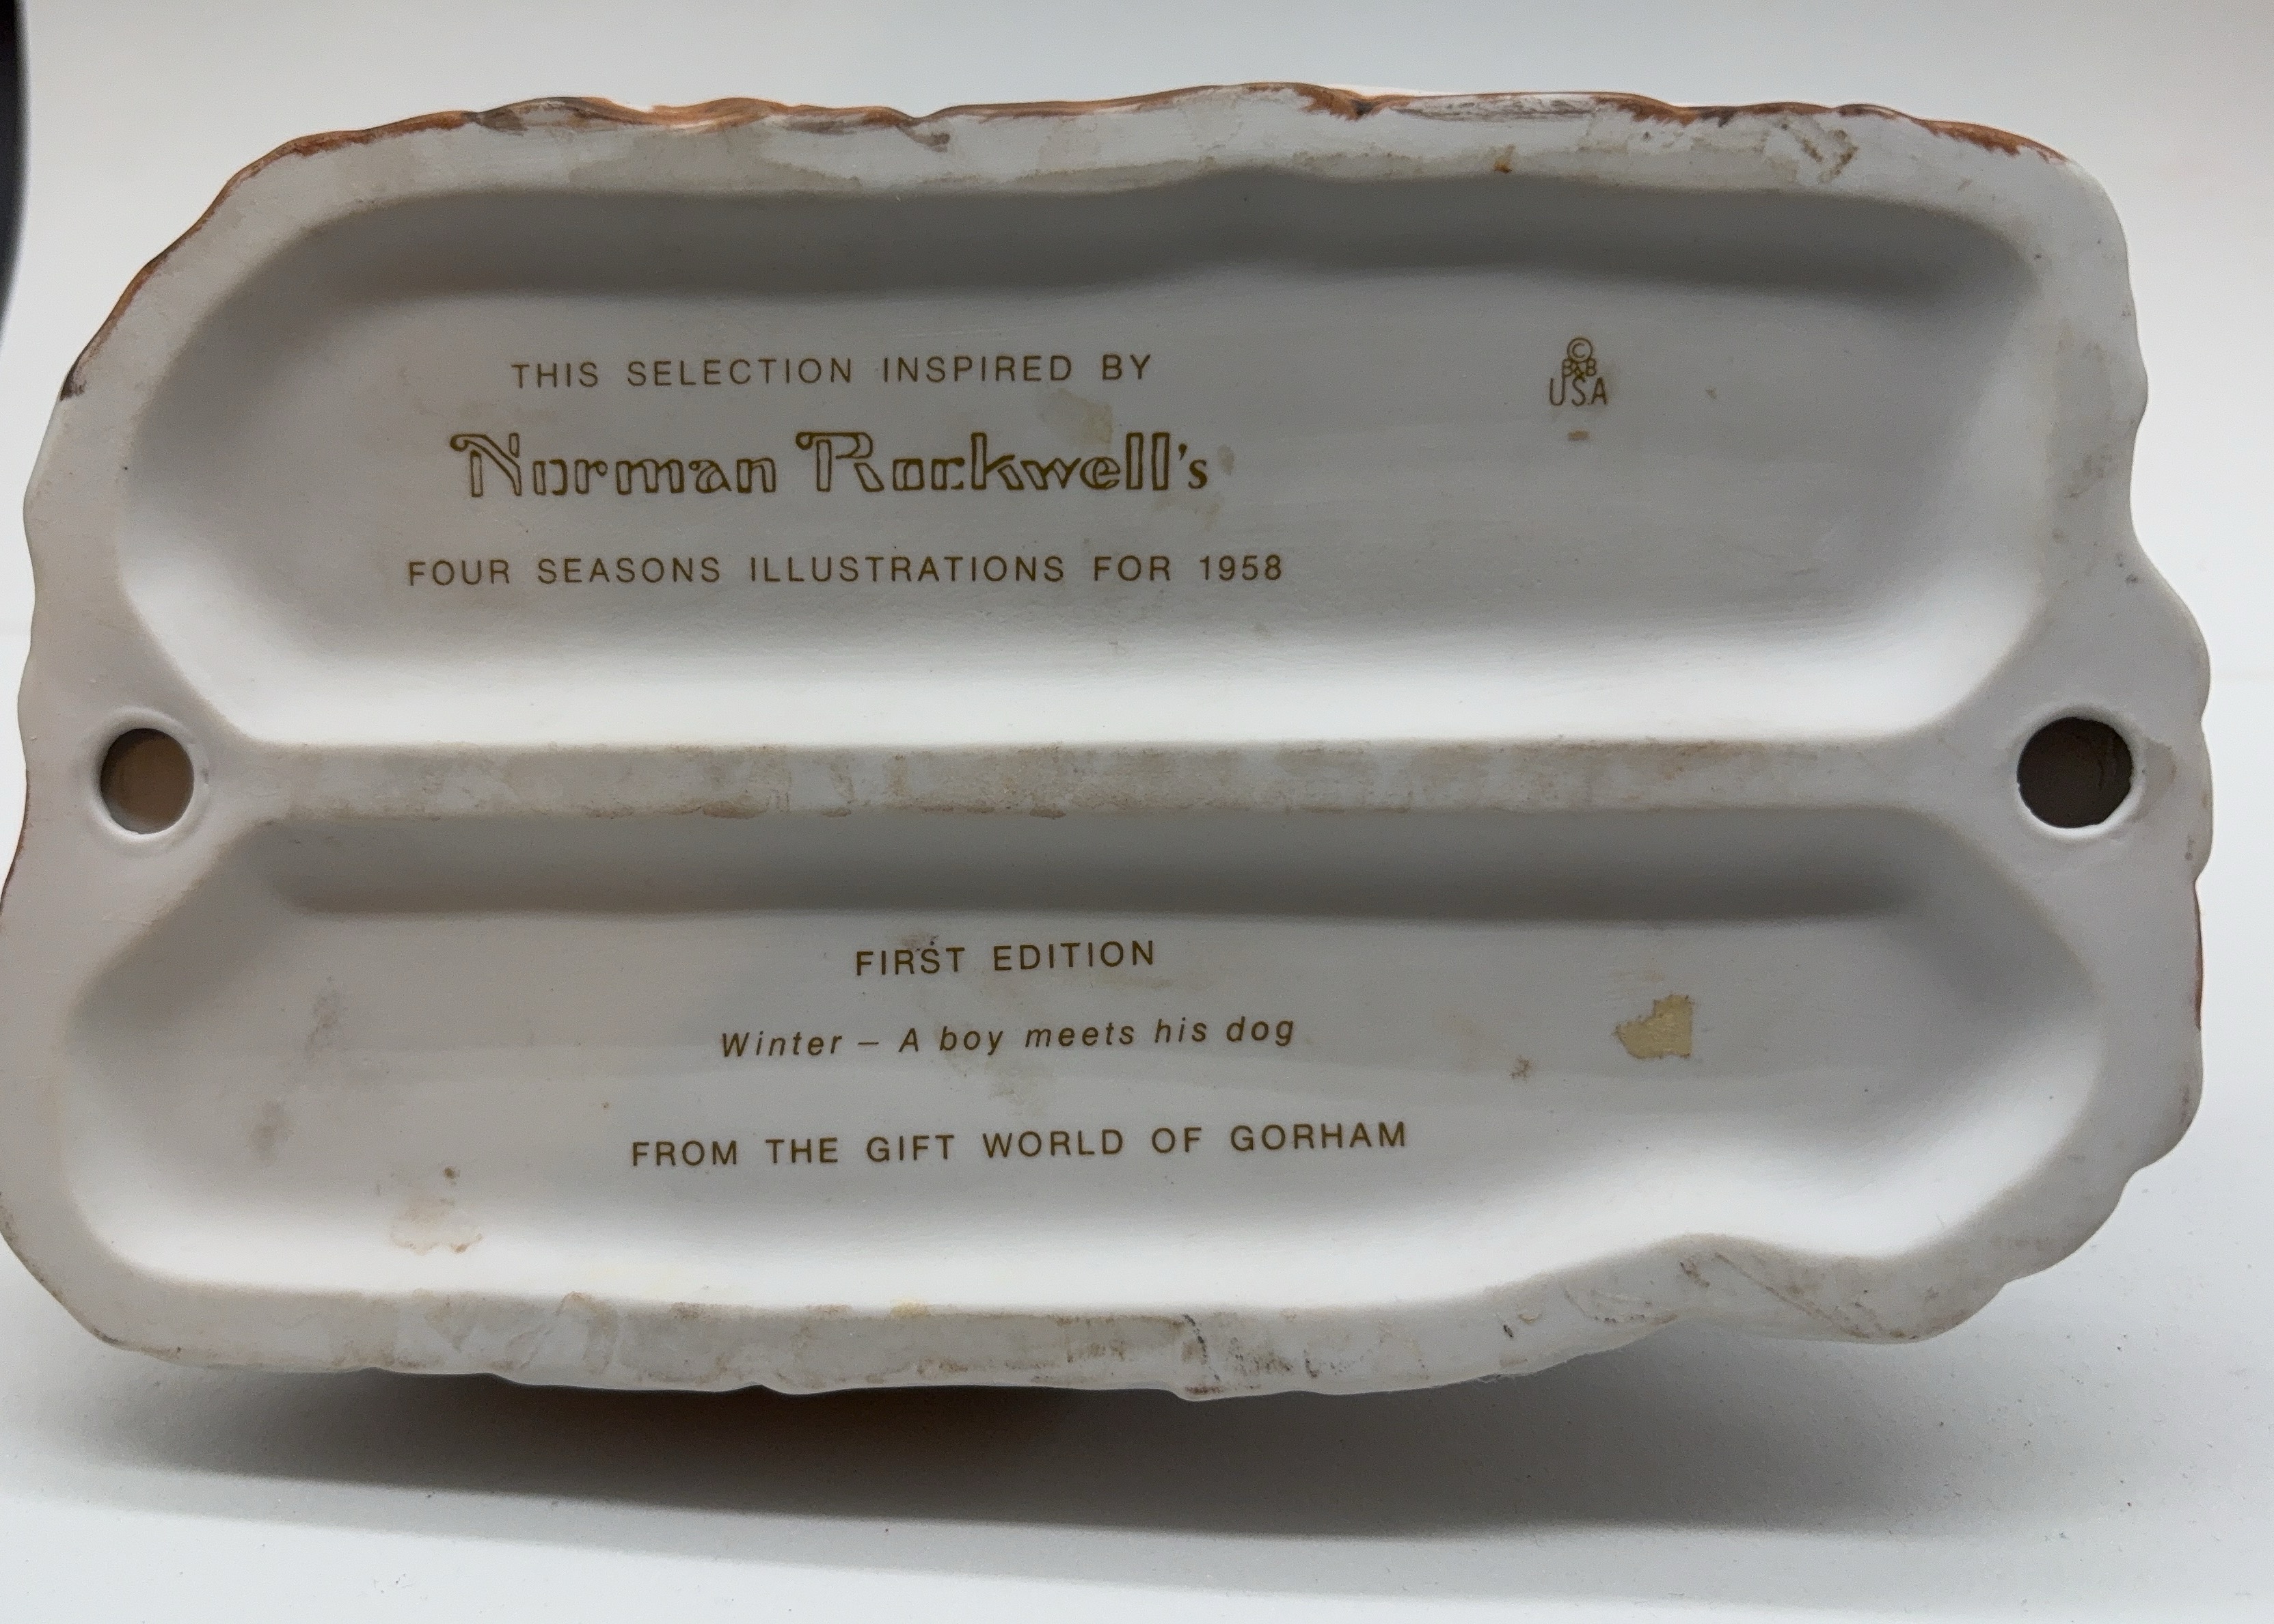 THIS SELECTION INSPIRED BY
Norman Rockwell's
FOUR SEASONS ILLUSTRATIONS FOR 1958
©
B&B
USA
FIRST EDITION
Winter – A boy meets his dog
FROM THE GIFT WORLD OF GORHAM